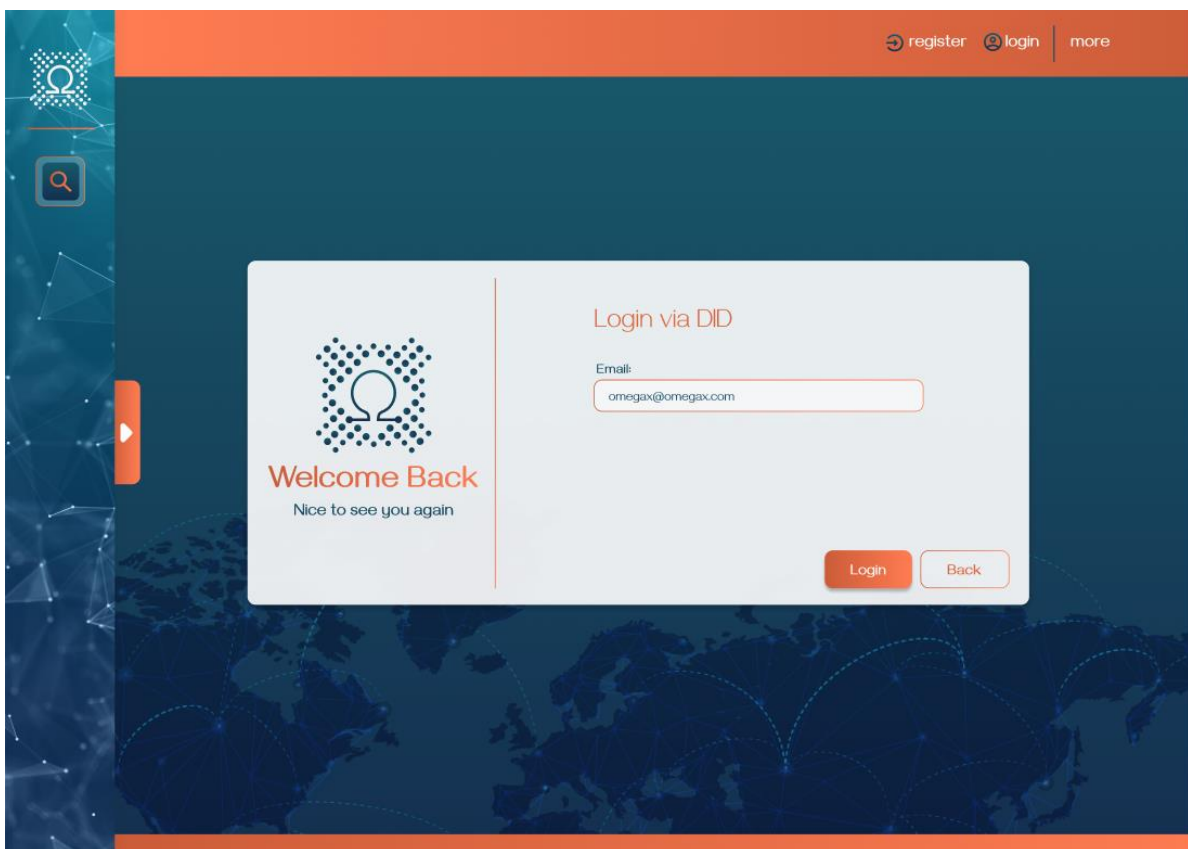 register login more
Ω
Ω
Welcome Back
Nice to see you again
Login via DID
Email:
omegax@omegax.com
Login Back